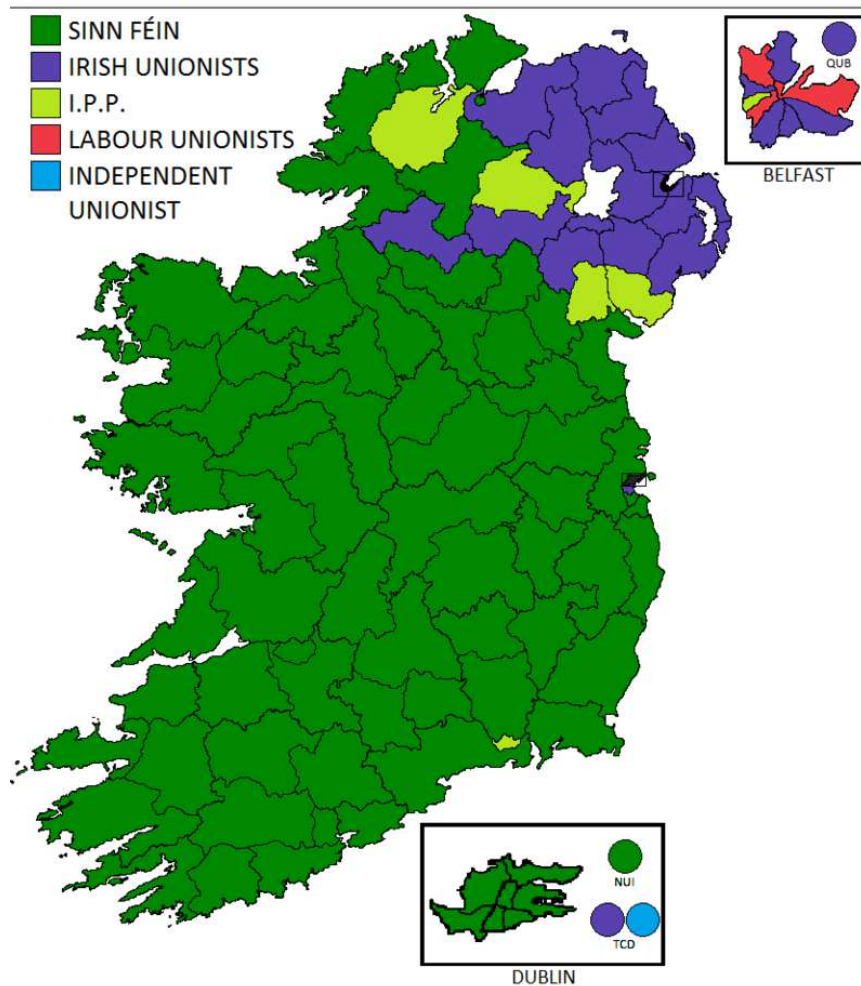 SINN FÉIN
IRISH UNIONISTS
I.P.P.
LABOUR UNIONISTS
INDEPENDENT
UNIONIST
QUB
BELFAST
NUI
TCD
DUBLIN